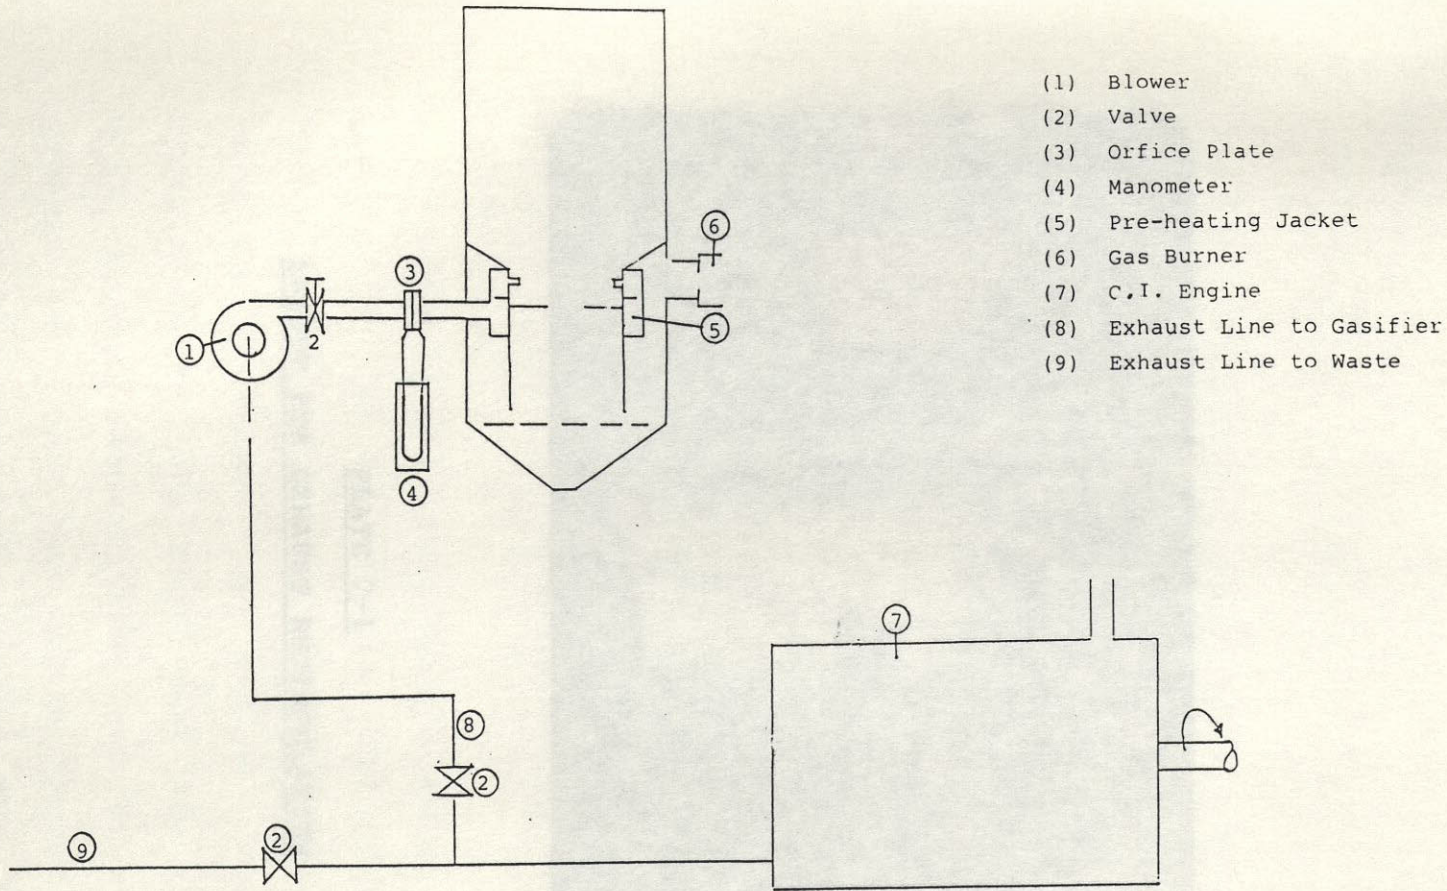 (1) Blower
(2) Valve
(3) Orfice Plate
(4) Manometer
(5) Pre-heating Jacket
(6) Gas Burner
(7) C.I. Engine
(8) Exhaust Line to Gasifier
(9) Exhaust Line to Waste
6
3
1
2
5
4
7
8
2
2
9